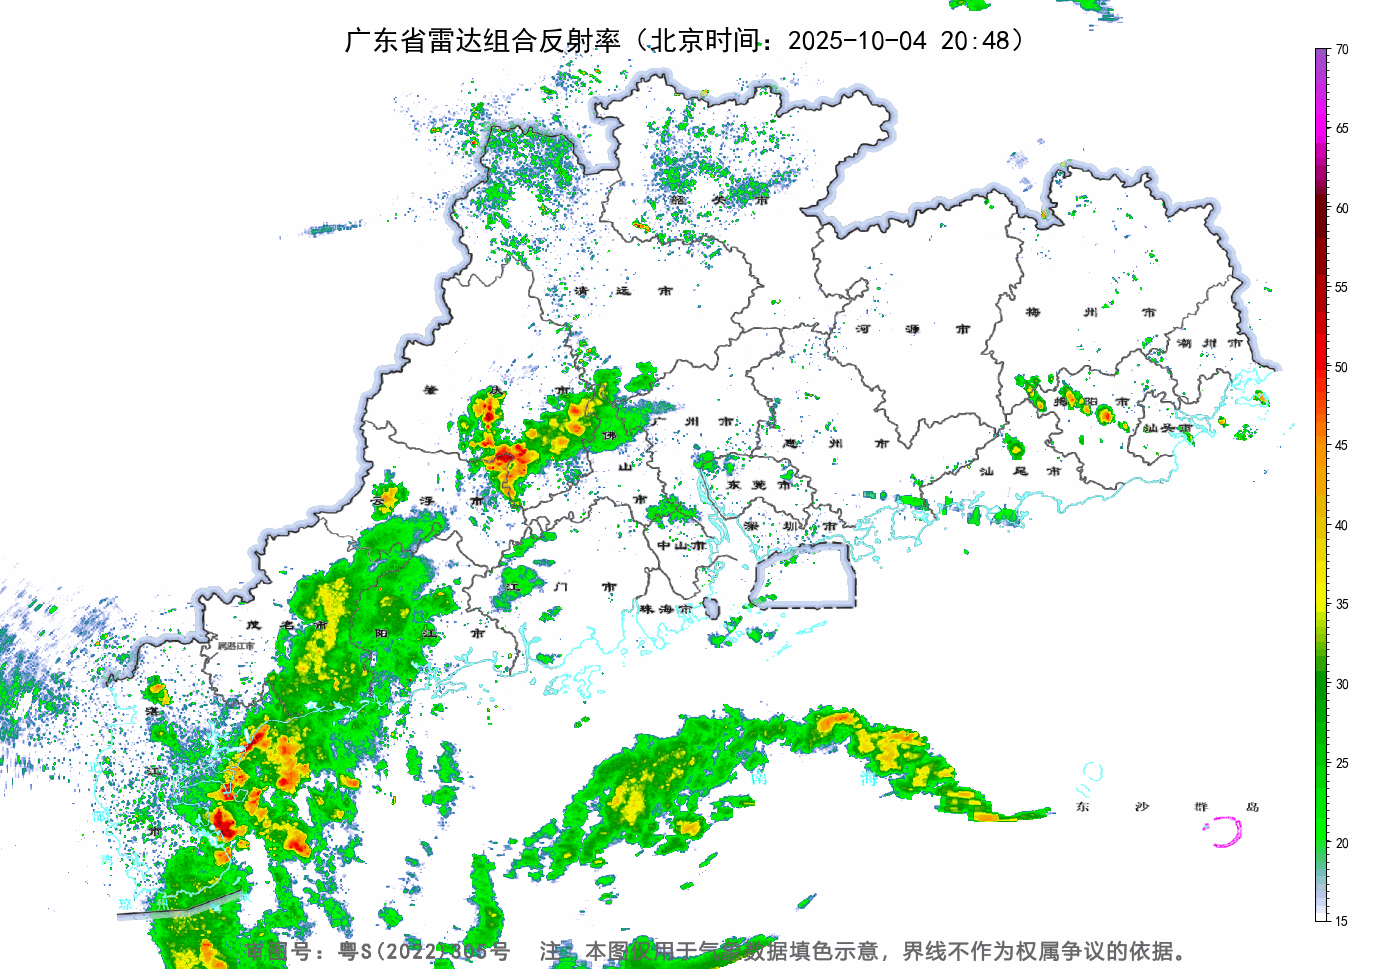 广东省雷达组合反射率（北京时间：2025-10-04 20:48）
70
65
60
55
50
45
40
35
30
25
20
15
韶关市
清远市
河源市
梅州市
潮州市
肇庆市
广州市
惠州市
揭阳市
汕头市
佛山市
东莞市
汕尾市
云浮市
深圳市
中山市
江门市
珠海市
茂名市
阳江市
属湛江市
湛江市
南海
东沙群岛
琼州
审图号：粤S(2022)305号 注：本图仅用于气象数据填色示意，界线不作为权属争议的依据。